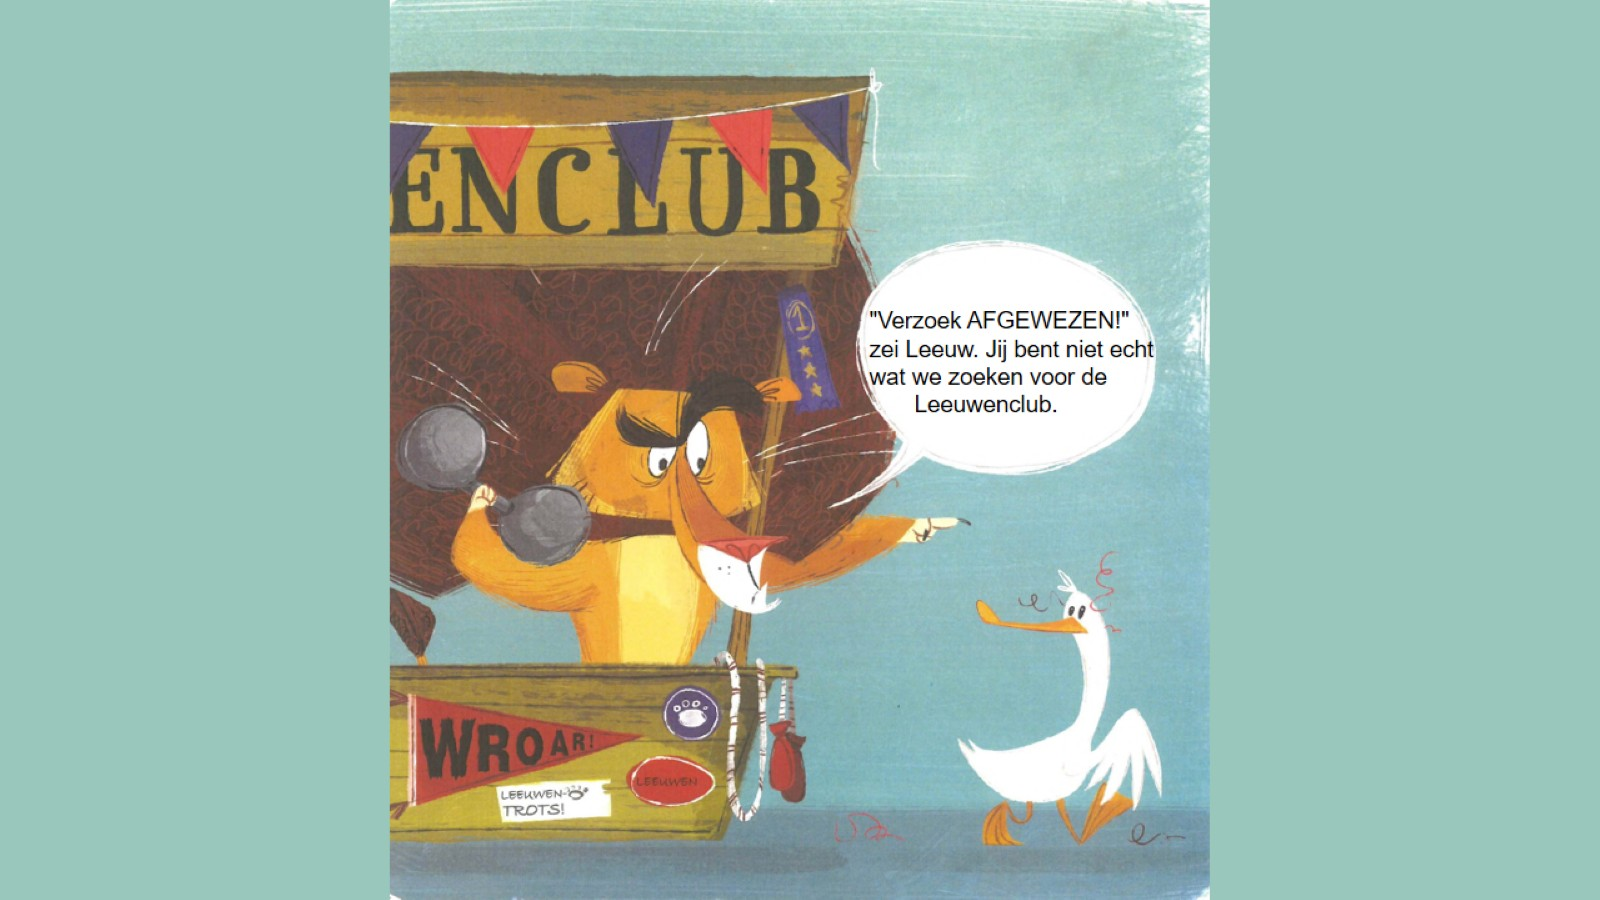 ENCLUB
1
"Verzoek AFGEWEZEN!"
zei Leeuw. Jij bent niet echt
wat we zoeken voor de
Leeuwenclub.
WROAR!
LEEUWEN-
TROTS!
LEEUWEN